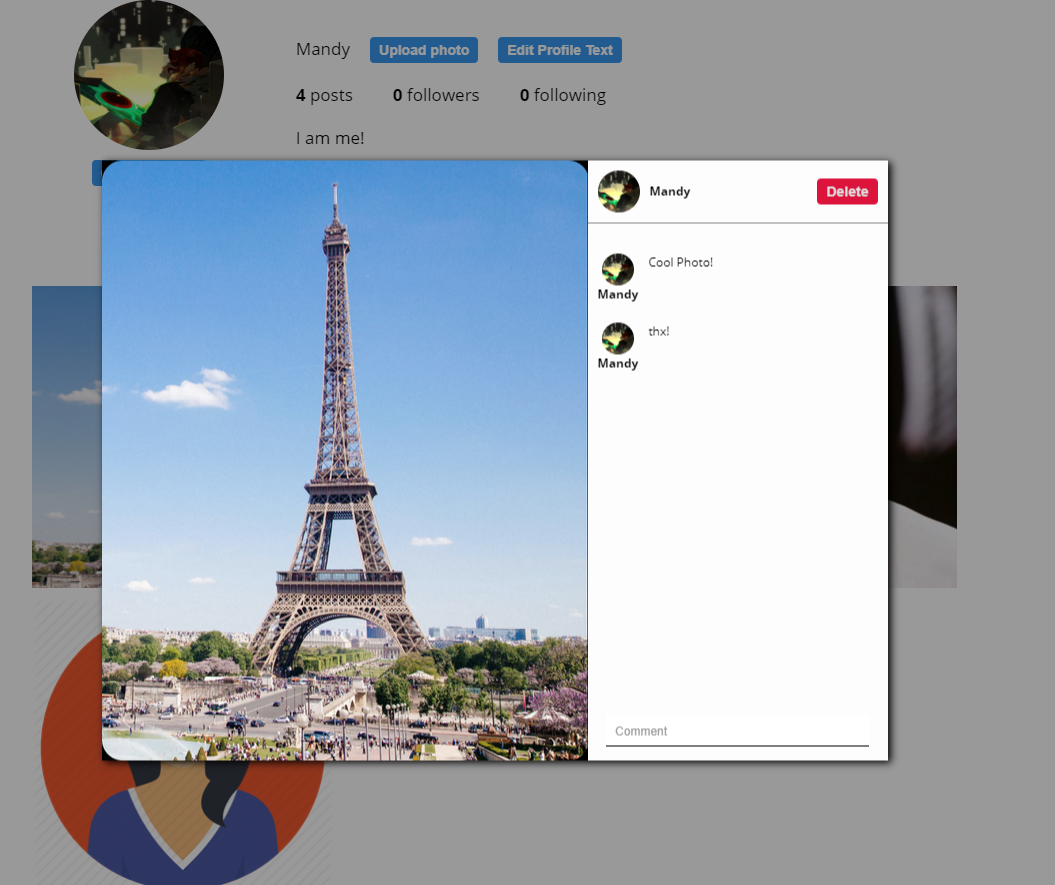 Mandy Upload photo Edit Profile Text
4 posts 0 followers 0 following
I am me!
Mandy Delete
Cool Photo!
Mandy
thx!
Mandy
Comment